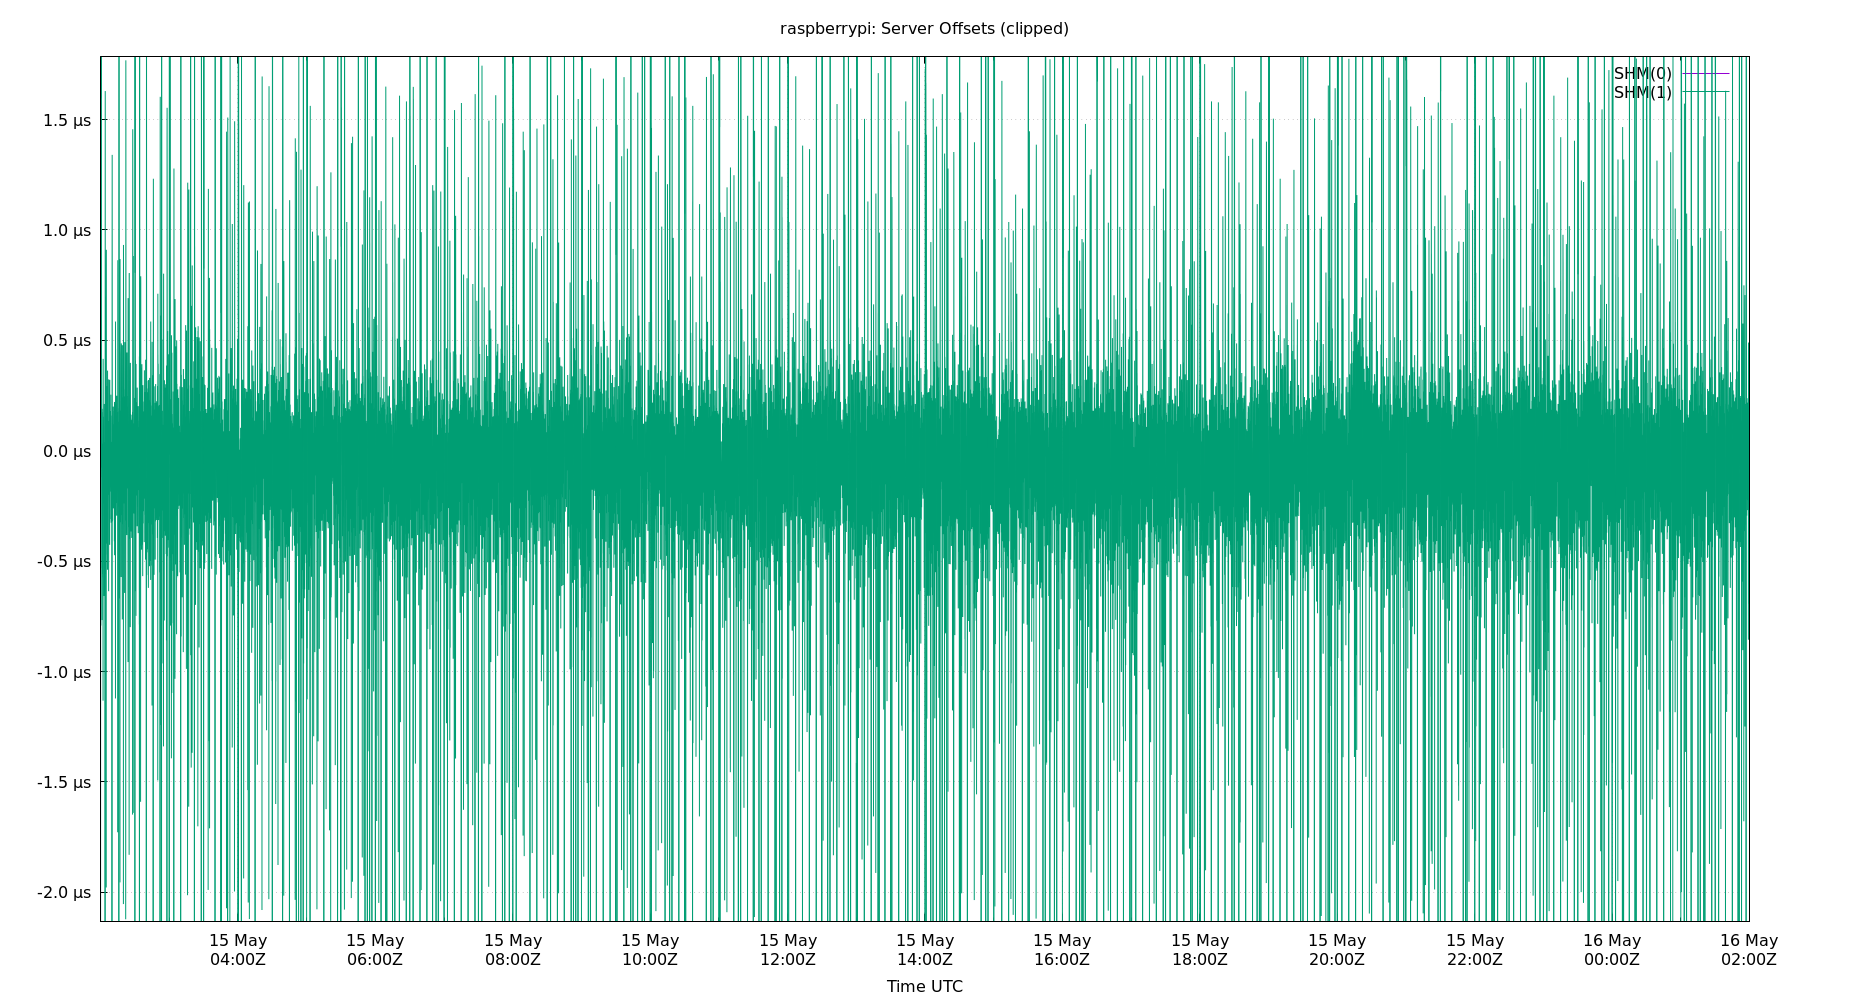 raspberrypi: Server Offsets (clipped)
SHM(0)
SHM(1)
1.5 µs
1.0 µs
0.5 µs
0.0 µs
-0.5 µs
-1.0 µs
-1.5 µs
-2.0 µs
15 May 15 May 15 May 15 May 15 May 15 May 15 May 15 May 15 May 15 May 16 May 16 May
04:00Z 06:00Z 08:00Z 10:00Z 12:00Z 14:00Z 16:00Z 18:00Z 20:00Z 22:00Z 00:00Z 02:00Z
Time UTC